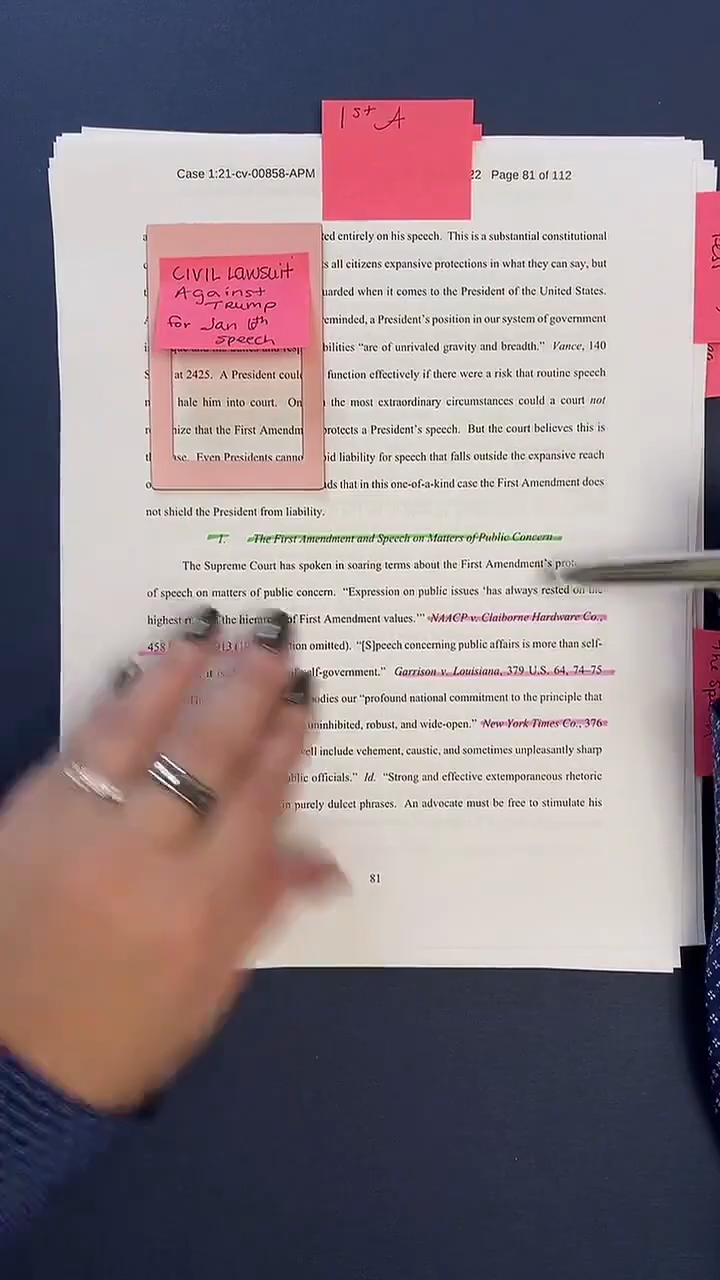 1st A
Case 1:21-cv-00858-APM 22 Page 81 of 112
ed entirely on his speech. This is a substantial constitutional
s all citizens expansive protections in what they can say, but
uarded when it comes to the President of the United States.
CIVIL LAWSUIT
Against
TRUMP
for Jan 6th
speech
eminded, a President's position in our system of government
bilities "are of unrivaled gravity and breadth." Vance, 140
S at 2425. A President coul function effectively if there were a risk that routine speech
hale him into court. On the most extraordinary circumstances could a court not
nize that the First Amendm protects a President's speech. But the court believes this is
ase. Even Presidents canno id liability for speech that falls outside the expansive reach
ds that in this one-of-a-kind case the First Amendment does
not shield the President from liability.
1. The First Amendment and Speech on Matters of Public Concern
The Supreme Court has spoken in soaring terms about the First Amendment's
of speech on matters of public concern. "Expression on public issues 'has always rested on the
highest the hierar of First Amendment values.'" NAACP v. Claiborne Hardware Co.,
458 913 tion omitted). "[S]peech concerning public affairs is more than self-
it is elf-government." Garrison v. Louisiana, 379 U.S. 64, 74–75
odies our "profound national commitment to the principle that
uninhibited, robust, and wide-open." New York Times Co., 376
ell include vehement, caustic, and sometimes unpleasantly sharp
ublic officials." Id. "Strong and effective extemporaneous rhetoric
in purely dulcet phrases. An advocate must be free to stimulate his
81